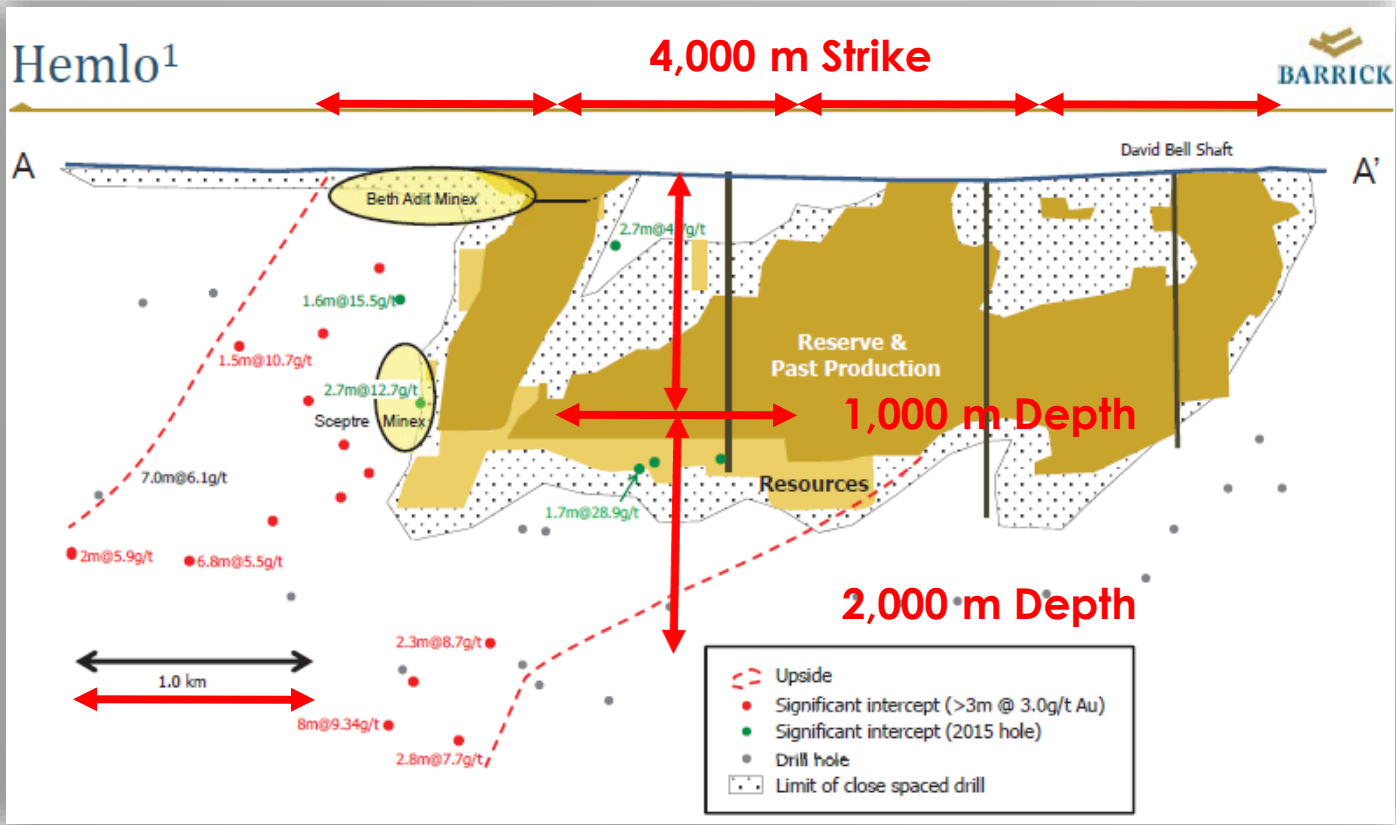 Hemlo¹
4,000 m Strike
BARRICK
A
David Bell Shaft
A'
Beth Adit Minex
2.7m@4.7g/t
1.6m@15.5g/t
1.5m@10.7g/t
Reserve &
Past Production
2.7m@12.7g/t
Sceptre Minex
1,000 m Depth
7.0m@6.1g/t
Resources
1.7m@28.9g/t
2m@5.9g/t
6.8m@5.5g/t
2,000 m Depth
2.3m@8.7g/t
1.0 km
8m@9.34g/t
2.8m@7.7g/t
Upside
Significant intercept (>3m @ 3.0g/t Au)
Significant intercept (2015 hole)
Drill hole
Limit of close spaced drill